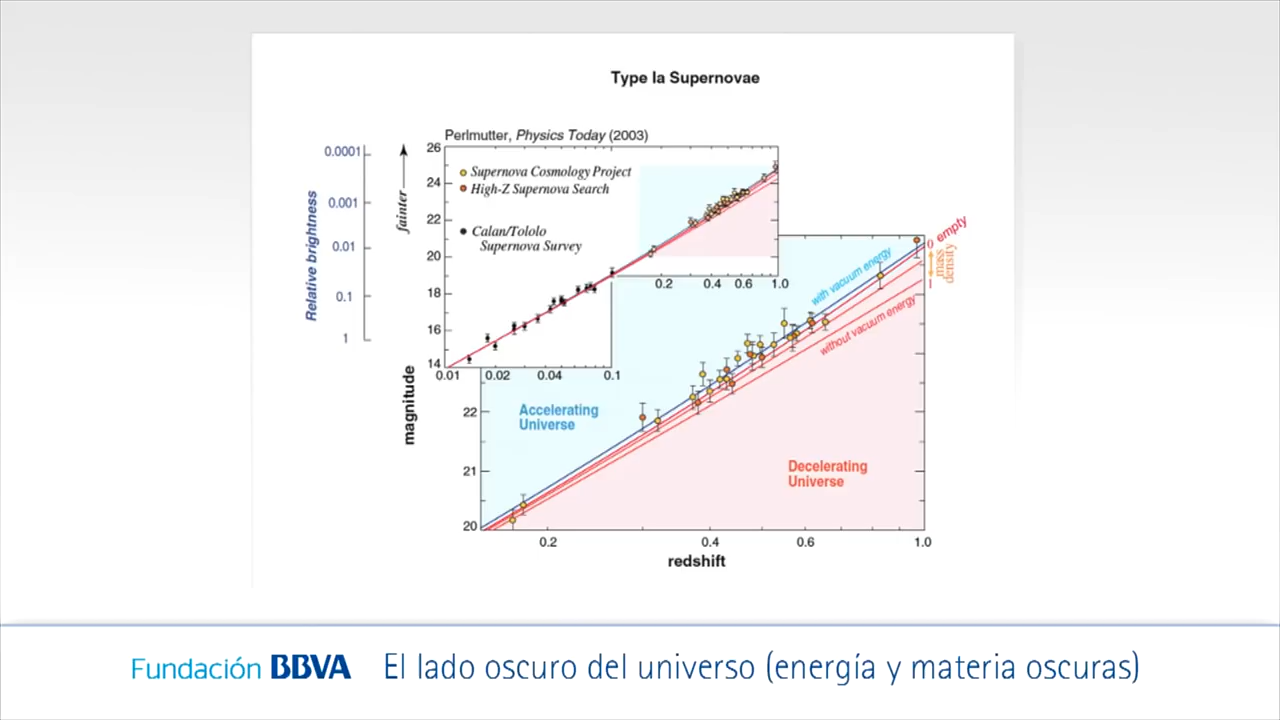 Type Ia Supernovae
Perlmutter, Physics Today (2003)
0.0001
0.001
0.01
0.1
1
Relative brightness
fainter
26
24
22
20
18
16
14
Supernova Cosmology Project
High-Z Supernova Search
Calan/Tololo
Supernova Survey
0.2
0.4
0.6
1.0
0.01
0.02
0.04
0.1
magnitude
22
21
20
Accelerating
Universe
Decelerating
Universe
with vacuum energy
without vacuum energy
empty
0
mass
density
1
0.2
0.4
0.6
1.0
redshift
Fundación BBVA
El lado oscuro del universo (energía y materia oscuras)